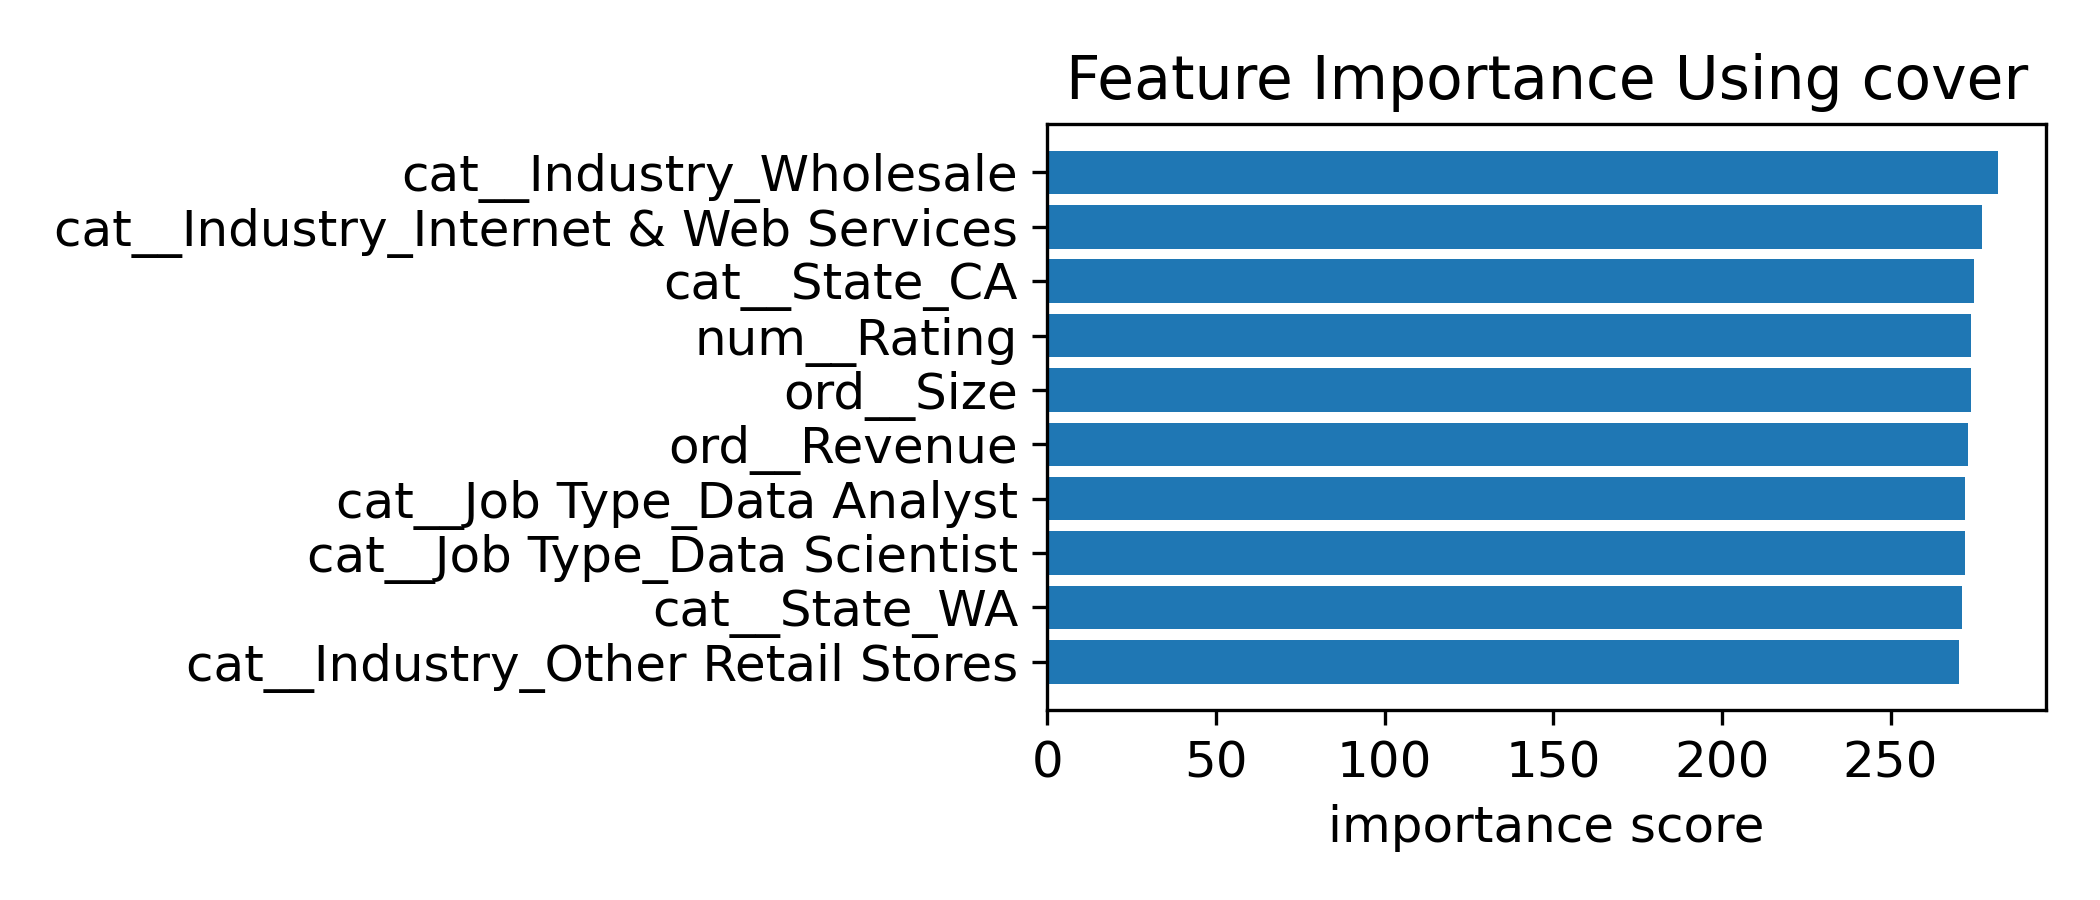 Feature Importance Using cover
cat__Industry_Wholesale
cat__Industry_Internet & Web Services
cat__State_CA
num__Rating
ord__Size
ord__Revenue
cat__Job Type_Data Analyst
cat__Job Type_Data Scientist
cat__State_WA
cat__Industry_Other Retail Stores
0 50 100 150 200 250
importance score